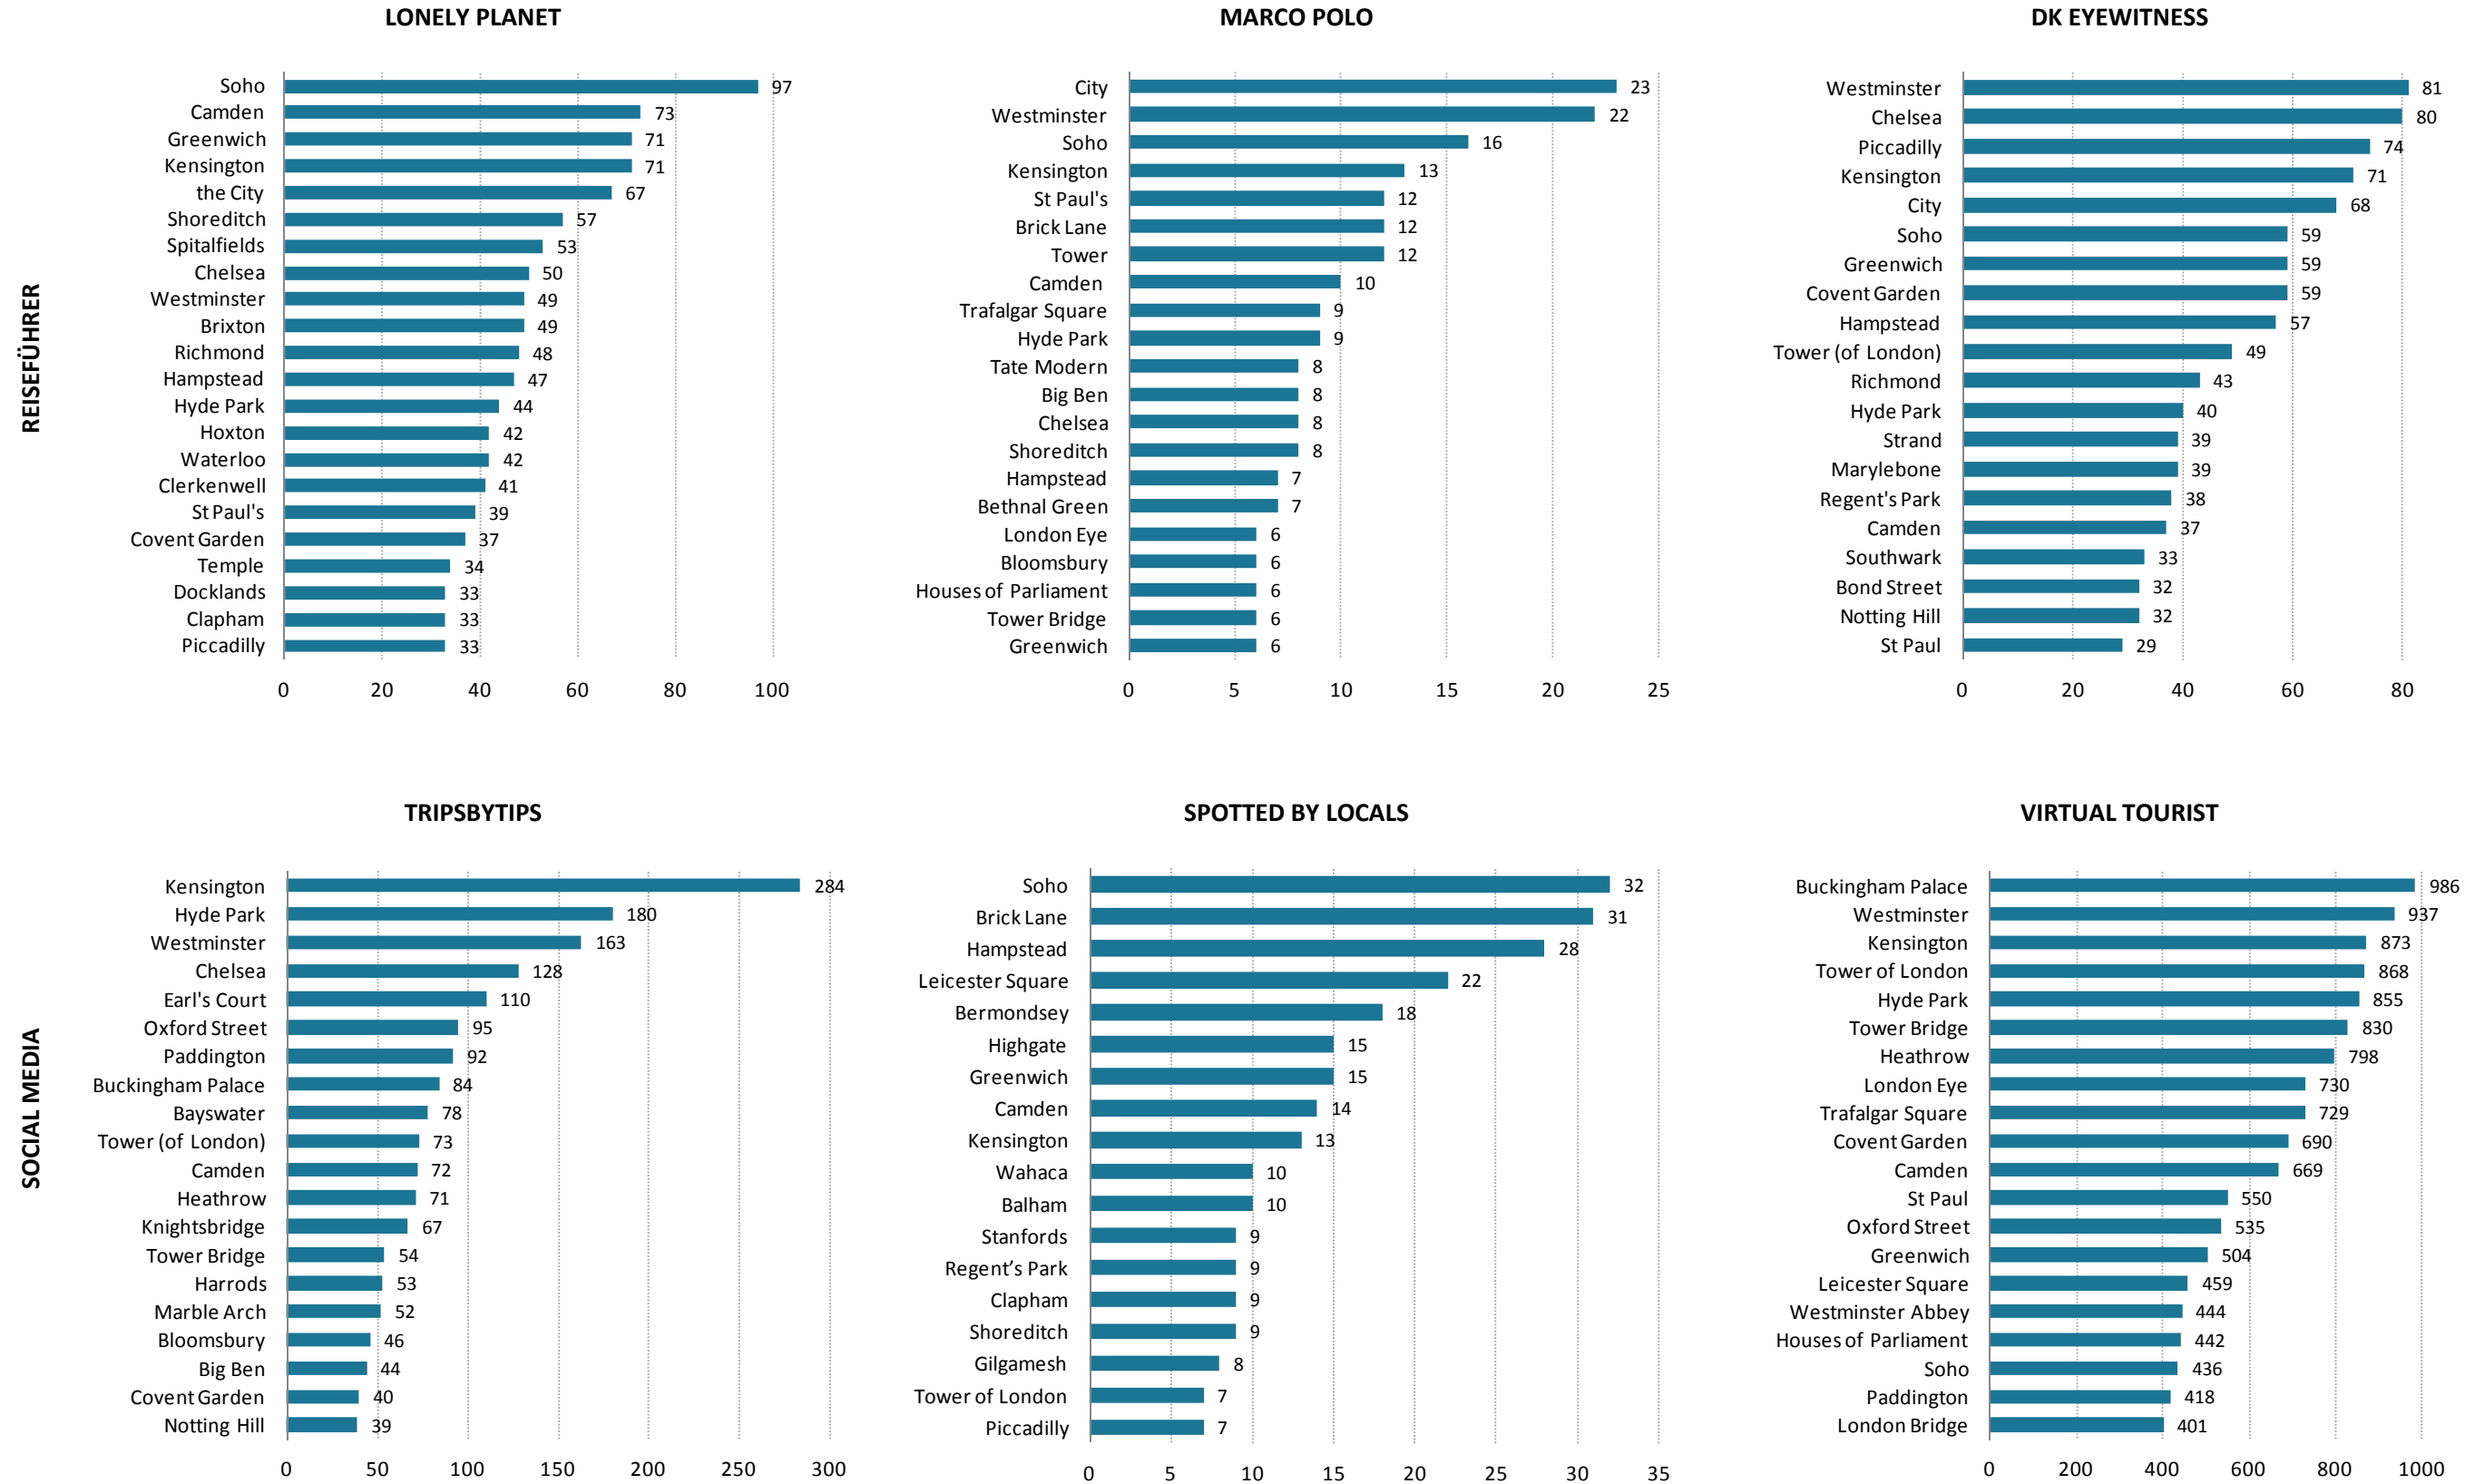 LONELY PLANET
MARCO POLO
DK EYEWITNESS
REISEFÜHRER
Soho 97
Camden 73
Greenwich 71
Kensington 71
the City 67
Shoreditch 57
Spitalfields 53
Chelsea 50
Westminster 49
Brixton 49
Richmond 48
Hampstead 47
Hyde Park 44
Hoxton 42
Waterloo 42
Clerkenwell 41
St Paul's 39
Covent Garden 37
Temple 34
Docklands 33
Clapham 33
Piccadilly 33
0 20 40 60 80 100
City 23
Westminster 22
Soho 16
Kensington 13
St Paul's 12
Brick Lane 12
Tower 12
Camden 10
Trafalgar Square 9
Hyde Park 9
Tate Modern 8
Big Ben 8
Chelsea 8
Shoreditch 8
Hampstead 7
Bethnal Green 7
London Eye 6
Bloomsbury 6
Houses of Parliament 6
Tower Bridge 6
Greenwich 6
0 5 10 15 20 25
Westminster 81
Chelsea 80
Piccadilly 74
Kensington 71
City 68
Soho 59
Greenwich 59
Covent Garden 59
Hampstead 57
Tower (of London) 49
Richmond 43
Hyde Park 40
Strand 39
Marylebone 39
Regent's Park 38
Camden 37
Southwark 33
Bond Street 32
Notting Hill 32
St Paul 29
0 20 40 60 80
TRIPSBYTIPS
SPOTTED BY LOCALS
VIRTUAL TOURIST
SOCIAL MEDIA
Kensington 284
Hyde Park 180
Westminster 163
Chelsea 128
Earl's Court 110
Oxford Street 95
Paddington 92
Buckingham Palace 84
Bayswater 78
Tower (of London) 73
Camden 72
Heathrow 71
Knightsbridge 67
Tower Bridge 54
Harrods 53
Marble Arch 52
Bloomsbury 46
Big Ben 44
Covent Garden 40
Notting Hill 39
0 50 100 150 200 250 300
Soho 32
Brick Lane 31
Hampstead 28
Leicester Square 22
Bermondsey 18
Highgate 15
Greenwich 15
Camden 14
Kensington 13
Wahaca 10
Balham 10
Stanfords 9
Regent’s Park 9
Clapham 9
Shoreditch 9
Gilgamesh 8
Tower of London 7
Piccadilly 7
0 5 10 15 20 25 30 35
Buckingham Palace 986
Westminster 937
Kensington 873
Tower of London 868
Hyde Park 855
Tower Bridge 830
Heathrow 798
London Eye 730
Trafalgar Square 729
Covent Garden 690
Camden 669
St Paul 550
Oxford Street 535
Greenwich 504
Leicester Square 459
Westminster Abbey 444
Houses of Parliament 442
Soho 436
Paddington 418
London Bridge 401
0 200 400 600 800 1000